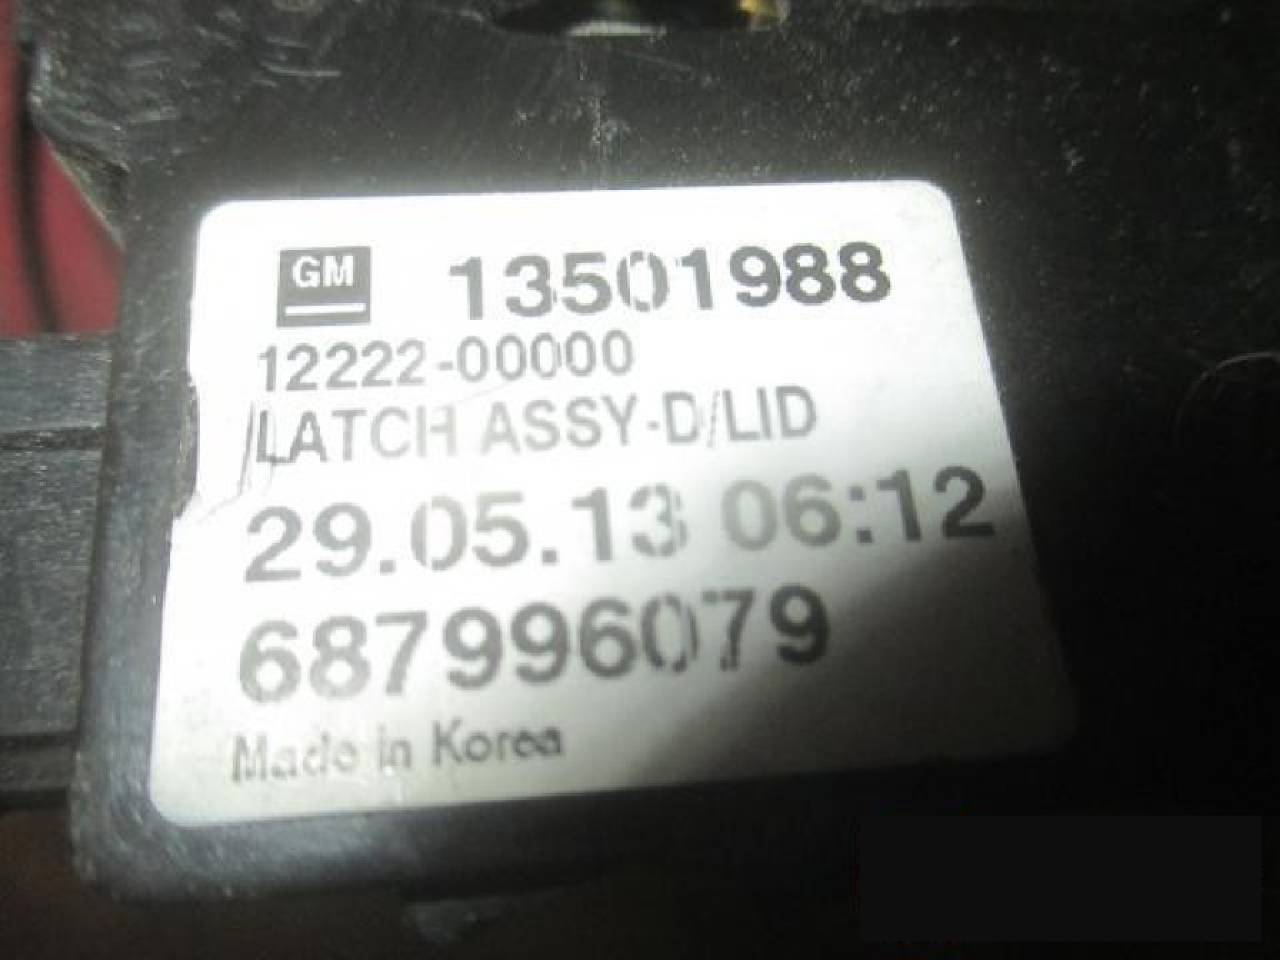 GM 13501988
12222-00000
LATCH ASSY-D/LID
29.05.13 06:12
687996079
Made in Korea